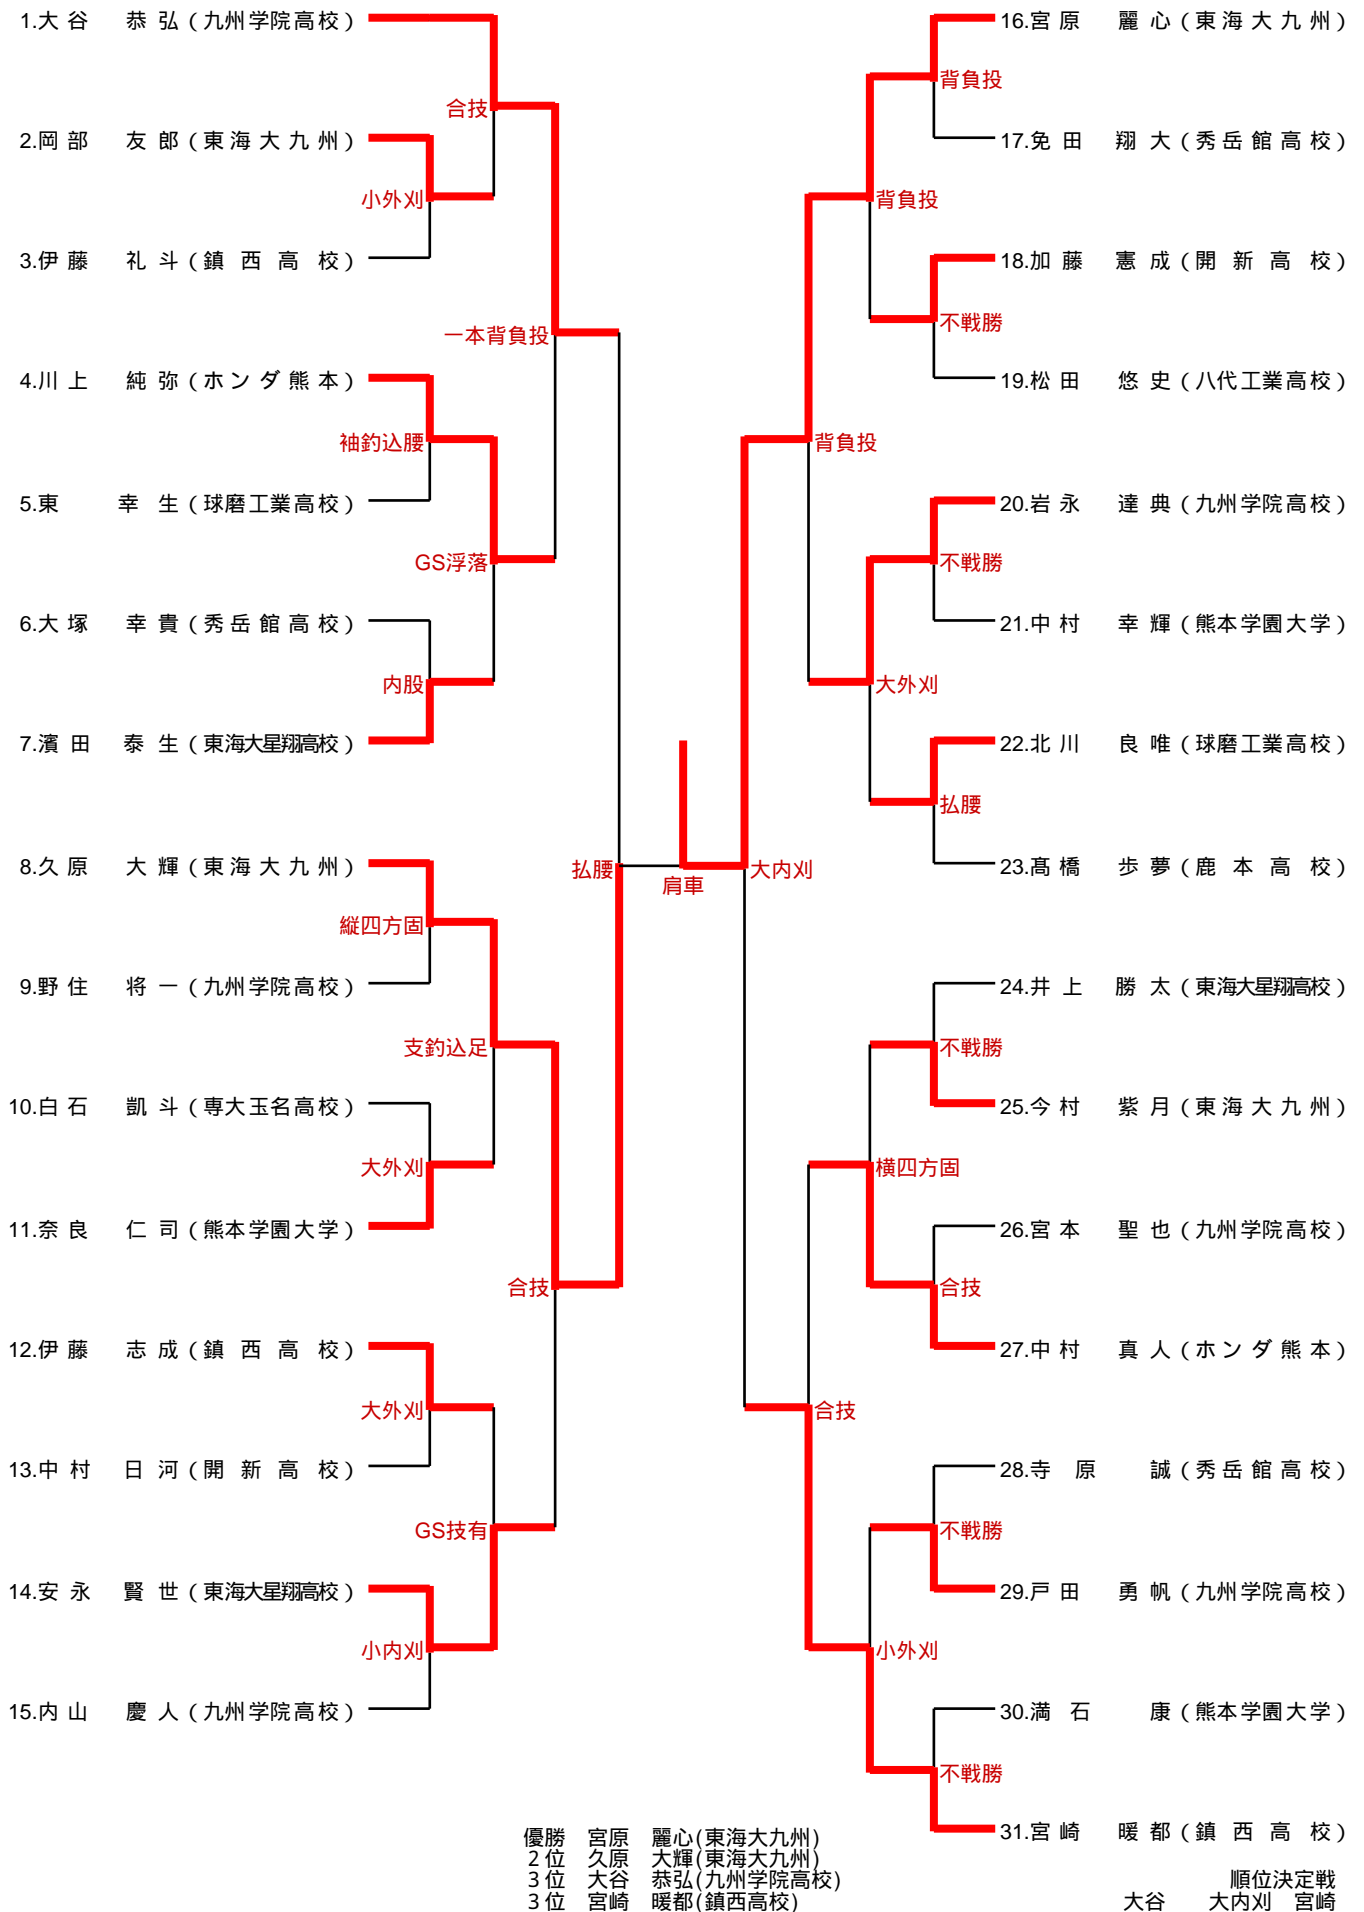 1.大谷 恭弘(九州学院高校)
合技
2.岡部 友郎(東海大九州)
小外刈
3.伊藤 礼斗(鎮西高校)
一本背負投
4.川上 純弥(ホンダ熊本)
袖釣込腰
5.東 幸生(球磨工業高校)
GS浮落
6.大塚 幸貴(秀岳館高校)
内股
7.濱田 泰生(東海大星翔高校)
8.久原 大輝(東海大九州)
払腰
縦四方固
9.野住 将一(九州学院高校)
支釣込足
10.白石 凱斗(専大玉名高校)
大外刈
11.奈良 仁司(熊本学園大学)
合技
12.伊藤 志成(鎮西高校)
大外刈
13.中村 日河(開新高校)
GS技有
14.安永 賢世(東海大星翔高校)
小内刈
15.内山 慶人(九州学院高校)
肩車
16.宮原 麗心(東海大九州)
背負投
17.免田 翔大(秀岳館高校)
背負投
18.加藤 憲成(開新高校)
不戦勝
19.松田 悠史(八代工業高校)
背負投
20.岩永 達典(九州学院高校)
不戦勝
21.中村 幸輝(熊本学園大学)
大外刈
22.北川 良唯(球磨工業高校)
払腰
23.髙橋 歩夢(鹿本高校)
大内刈
24.井上 勝太(東海大星翔高校)
不戦勝
25.今村 紫月(東海大九州)
横四方固
26.宮本 聖也(九州学院高校)
合技
27.中村 真人(ホンダ熊本)
合技
28.寺原 誠(秀岳館高校)
不戦勝
29.戸田 勇帆(九州学院高校)
小外刈
30.満石 康(熊本学園大学)
不戦勝
31.宮崎 暖都(鎮西高校)
優勝 宮原 麗心(東海大九州)
2位 久原 大輝(東海大九州)
3位 大谷 恭弘(九州学院高校)
3位 宮崎 暖都(鎮西高校)
順位決定戦
大谷 大内刈 宮崎